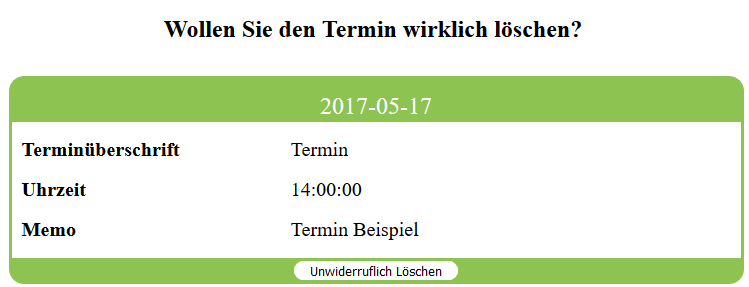 Wollen Sie den Termin wirklich löschen?
2017-05-17
Terminüberschrift Termin
Uhrzeit 14:00:00
Memo Termin Beispiel
Unwiderruflich Löschen